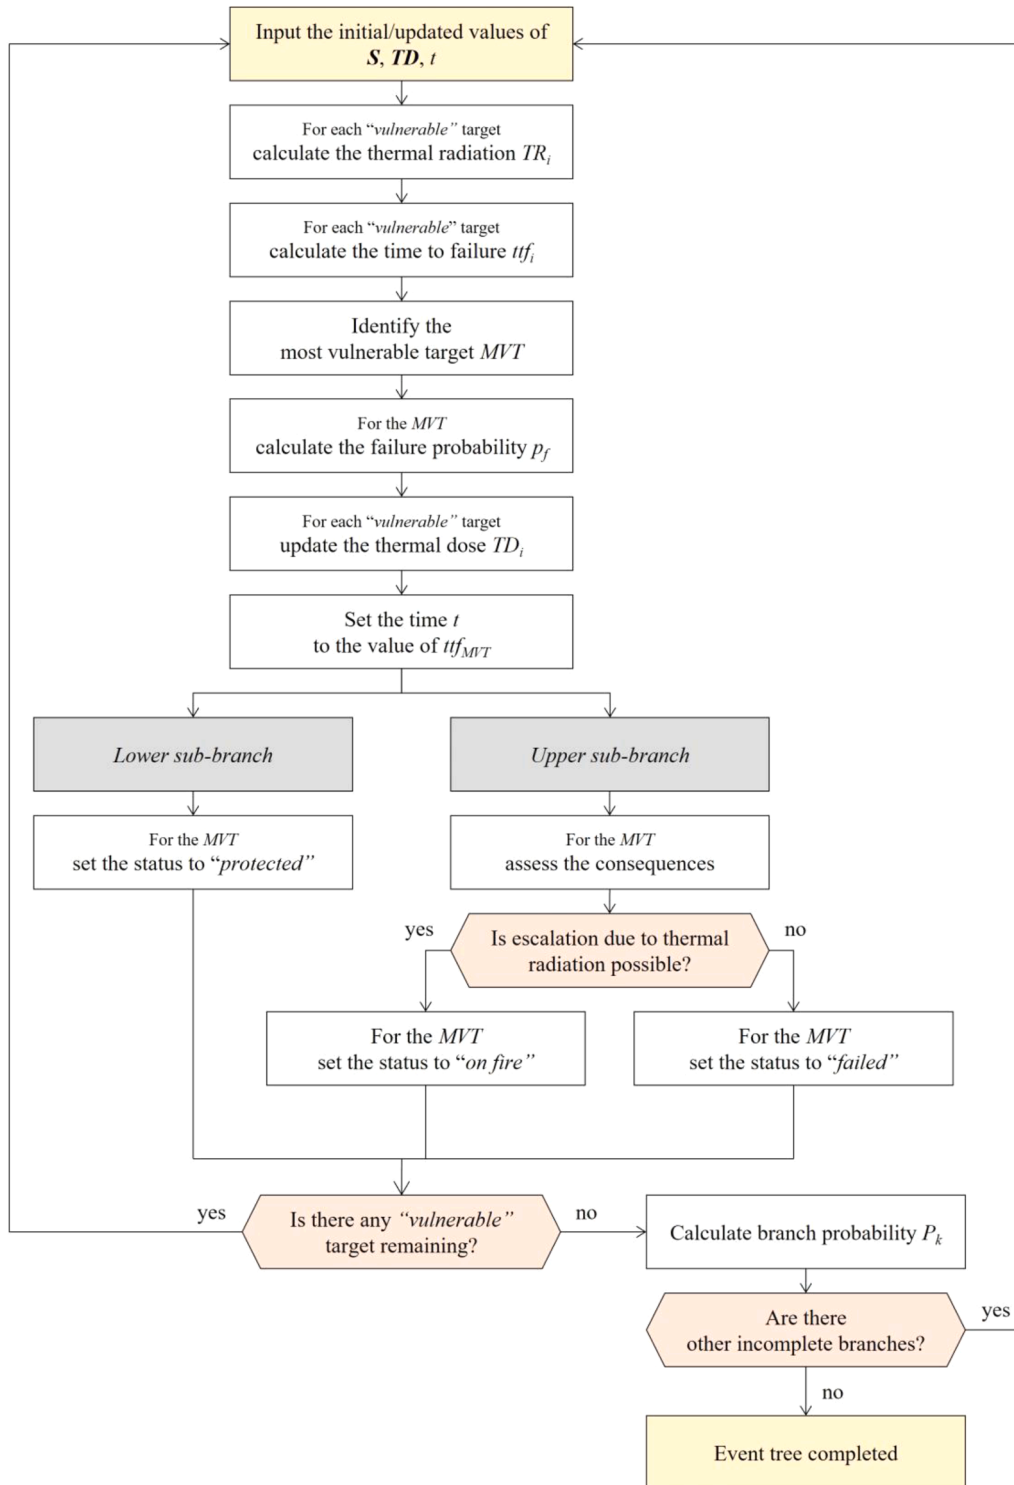 Input the initial/updated values of
S, TD, t
For each “vulnerable” target
calculate the thermal radiation TRi
For each “vulnerable” target
calculate the time to failure ttfi
Identify the
most vulnerable target MVT
For the MVT
calculate the failure probability pf
For each “vulnerable” target
update the thermal dose TDi
Set the time t
to the value of ttfMVT
Lower sub-branch
Upper sub-branch
For the MVT
set the status to “protected”
For the MVT
assess the consequences
yes
Is escalation due to thermal
radiation possible?
no
For the MVT
set the status to “on fire”
For the MVT
set the status to “failed”
yes
Is there any “vulnerable”
target remaining?
no
Calculate branch probability Pk
Are there
other incomplete branches?
yes
no
Event tree completed